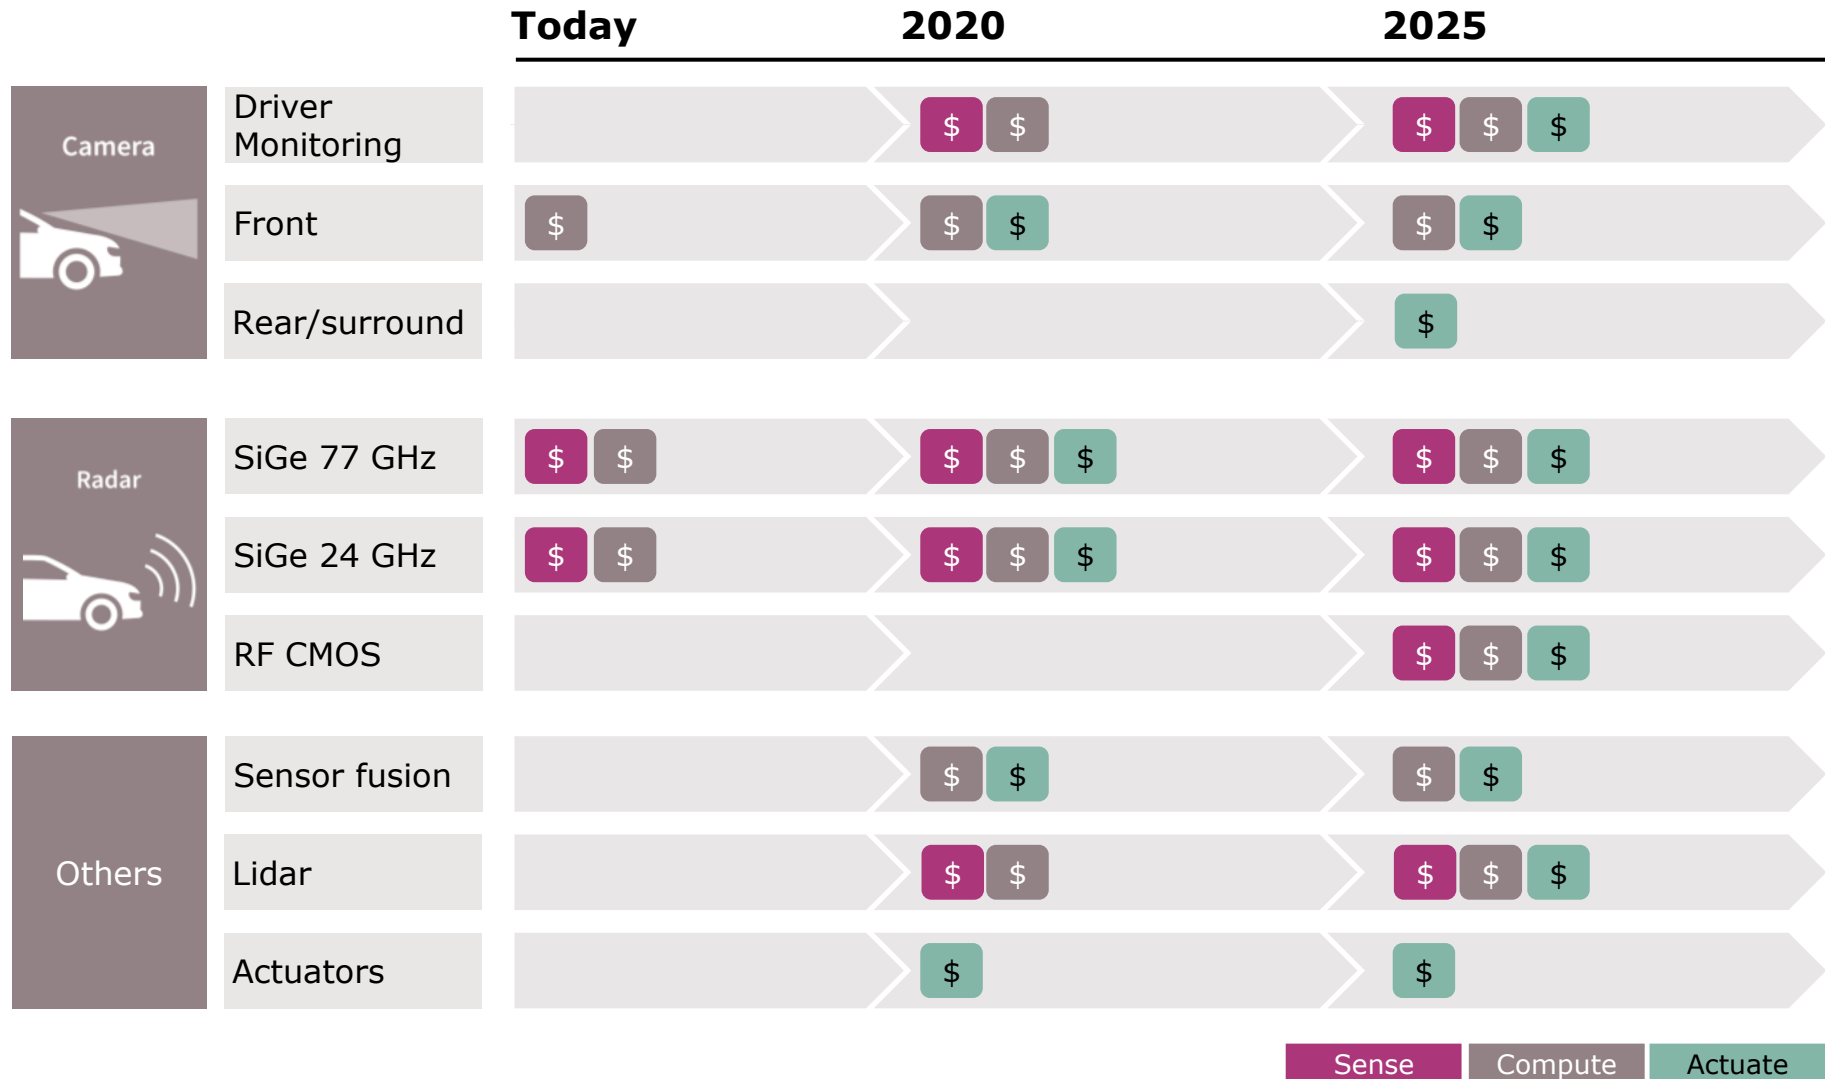 Today 2020 2025
Camera
Driver
Monitoring
$ $ $ $ $
Front
$ $ $ $ $
Rear/surround
$
Radar
SiGe 77 GHz
$ $ $ $ $ $ $ $
SiGe 24 GHz
$ $ $ $ $ $ $ $
RF CMOS
$ $ $
Others
Sensor fusion
$ $ $ $
Lidar
$ $ $ $ $
Actuators
$ $
Sense Compute Actuate